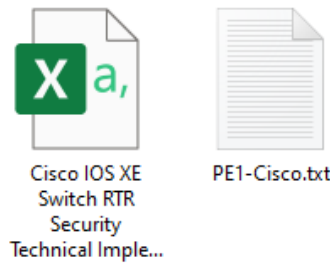 X a,
Cisco IOS XE
Switch RTR
Security
Technical Imple...
PE1-Cisco.txt